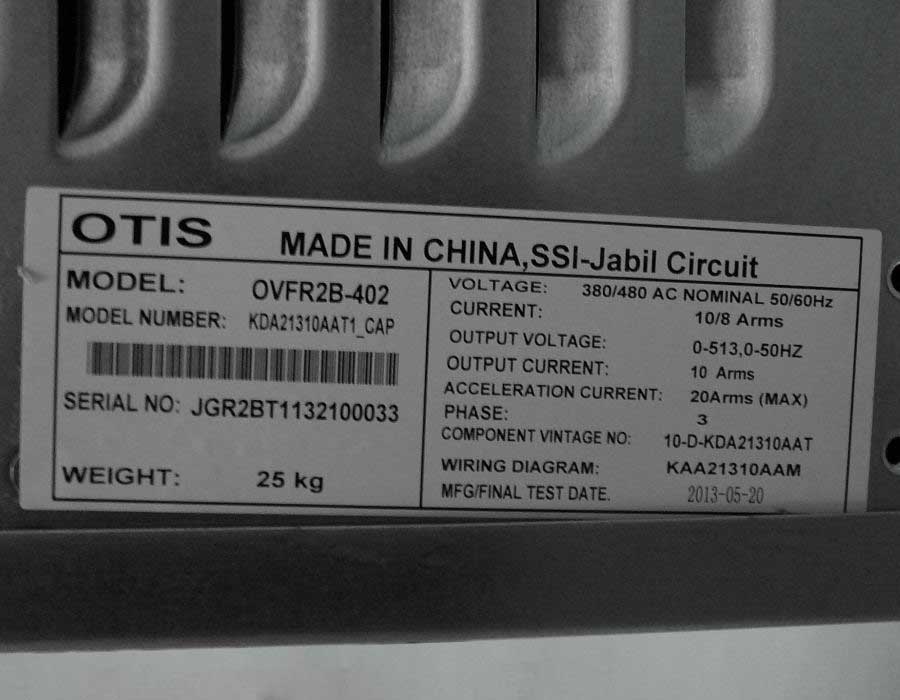 OTIS MADE IN CHINA,SSI-Jabil Circuit
MODEL: OVFR2B-402
MODEL NUMBER: KDA21310AAT1_CAP
SERIAL NO: JGR2BT1132100033
WEIGHT: 25 kg
VOLTAGE: 380/480 AC NOMINAL 50/60Hz
CURRENT: 10/8 Arms
OUTPUT VOLTAGE: 0-513,0-50HZ
OUTPUT CURRENT: 10 Arms
ACCELERATION CURRENT: 20Arms (MAX)
PHASE: 3
COMPONENT VINTAGE NO: 10-D-KDA21310AAT
WIRING DIAGRAM: KAA21310AAM
MFG/FINAL TEST DATE. 2013-05-20